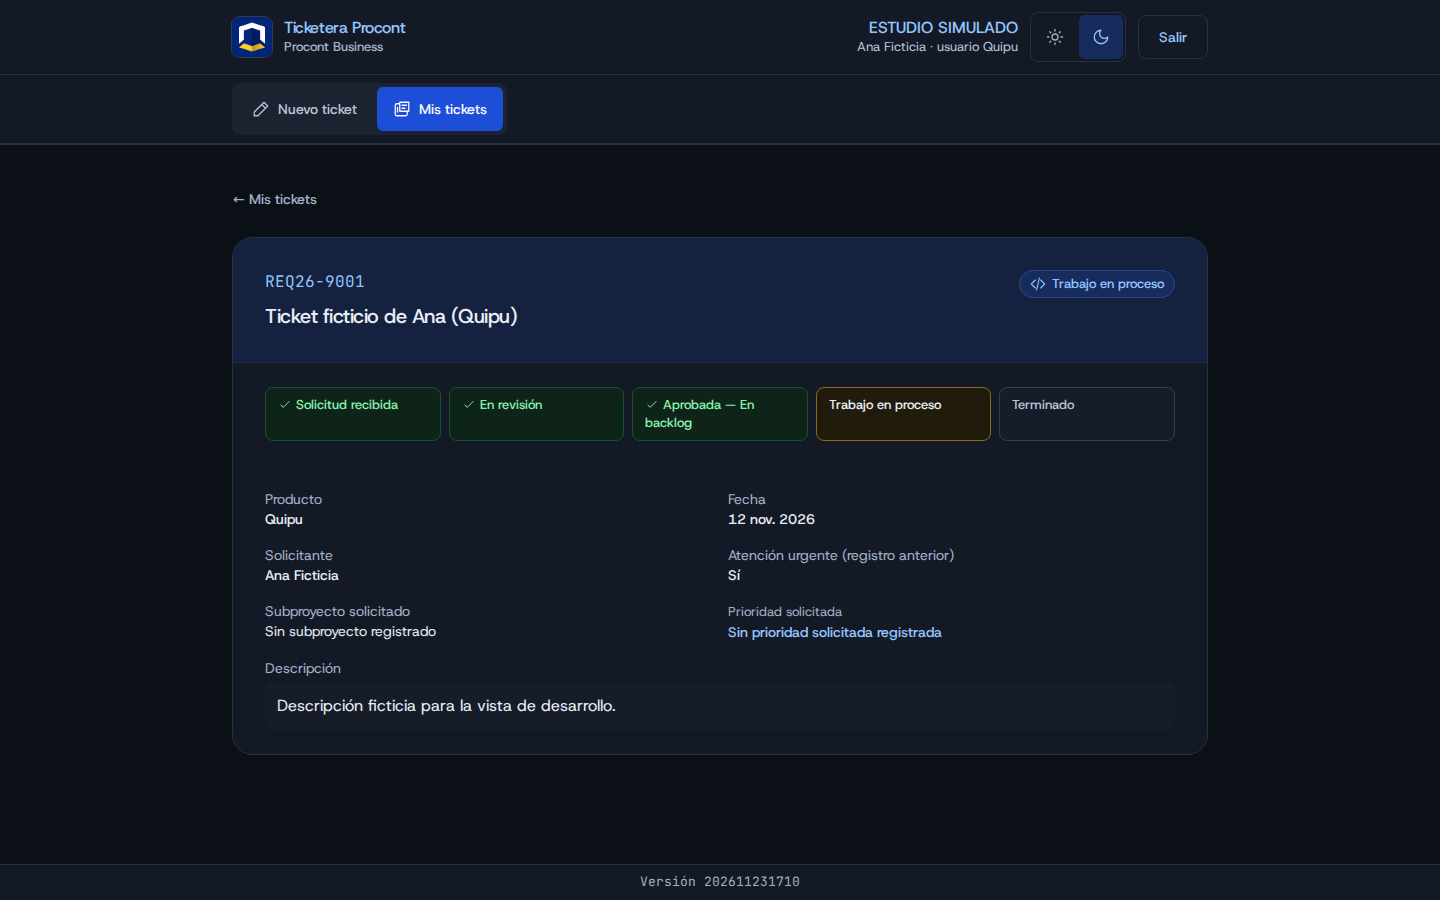 Ticketera Procont
Procont Business
ESTUDIO SIMULADO
Ana Ficticia · usuario Quipu
Salir
Nuevo ticket
Mis tickets
← Mis tickets
REQ26-9001
Trabajo en proceso
Ticket ficticio de Ana (Quipu)
✓ Solicitud recibida
✓ En revisión
✓ Aprobada — En
backlog
Trabajo en proceso
Terminado
Producto
Quipu
Fecha
12 nov. 2026
Solicitante
Ana Ficticia
Atención urgente (registro anterior)
Sí
Subproyecto solicitado
Sin subproyecto registrado
Prioridad solicitada
Sin prioridad solicitada registrada
Descripción
Descripción ficticia para la vista de desarrollo.
Versión 202611231710